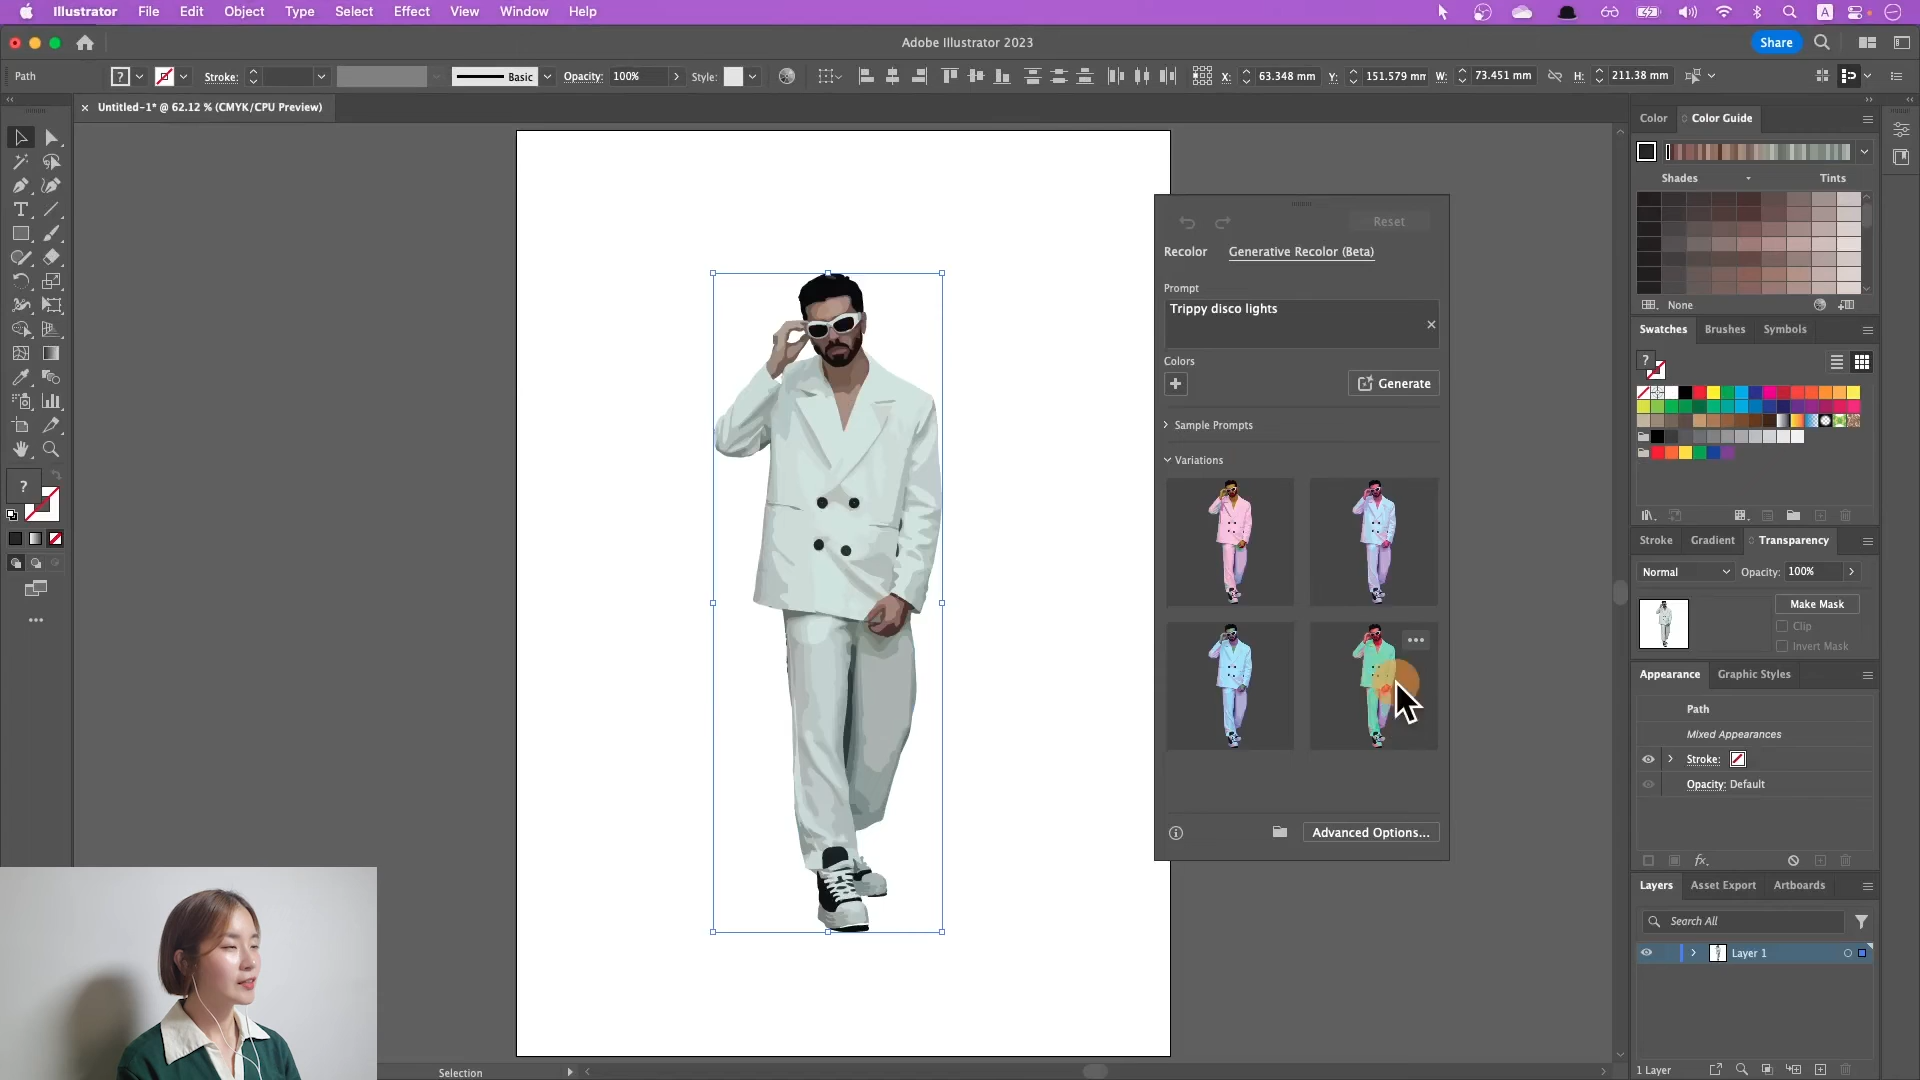 Illustrator File Edit Object Type Select Effect View Window Help A
Adobe Illustrator 2023
Share
Path ? Stroke: Basic Opacity: 100% Style: X: 63.348 mm Y: 151.579 mm W: 73.451 mm H: 211.38 mm
× Untitled-1* @ 62.12 % (CMYK/CPU Preview)
Color Color Guide
Shades Tints
None
Swatches Brushes Symbols
?
Stroke Gradient Transparency
Normal Opacity: 100%
Make Mask
Clip
Invert Mask
Appearance Graphic Styles
Path
Mixed Appearances
Stroke:
Opacity: Default
fx.
Layers Asset Export Artboards
Search All
Layer 1
1 Layer
Reset
Recolor Generative Recolor (Beta)
Prompt
Trippy disco lights
Colors
Generate
Sample Prompts
Variations
Advanced Options...
?
Selection